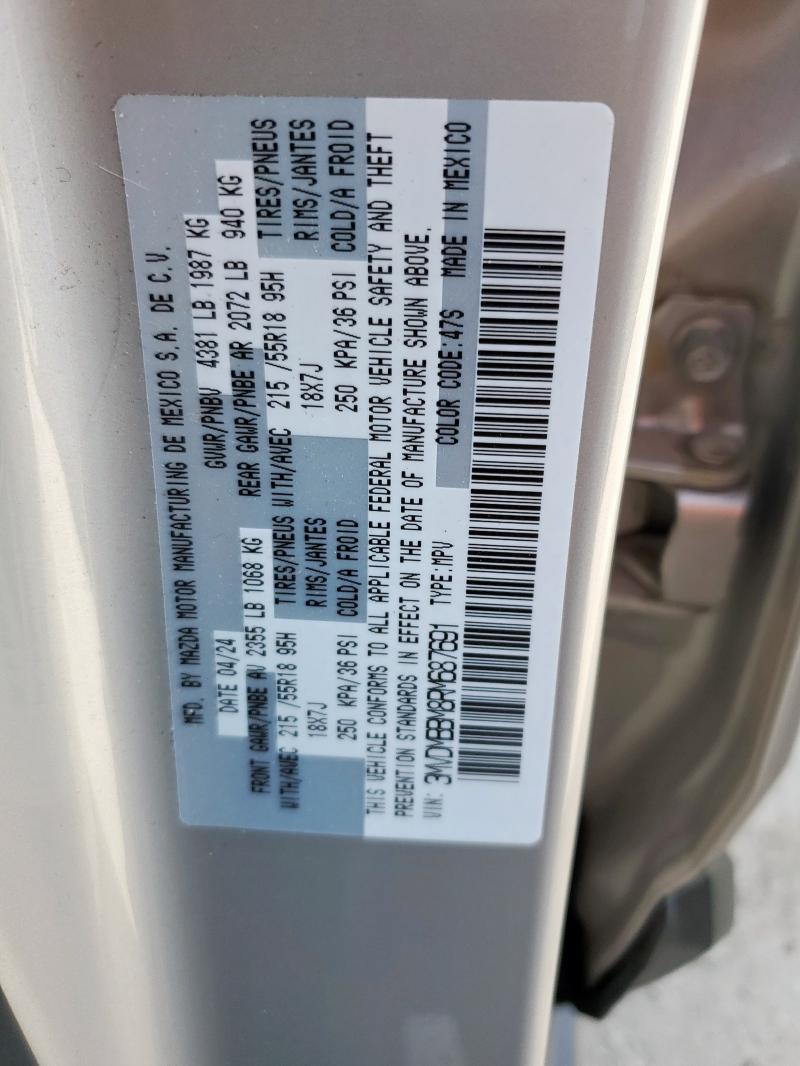 MFD. BY MAZDA MOTOR MANUFACTURING DE MEXICO S.A. DE C.V.
DATE 04/24 GVWR/PNBV 4381 LB 1987 KG
FRONT GAWR/PNBE AV 2355 LB 1068 KG REAR GAWR/PNBE AR 2072 LB 940 KG
WITH/AVEC 215 /55R18 95H TIRES/PNEUS WITH/AVEC 215 /55R18 95H TIRES/PNEUS
18X7J RIMS/JANTES 18X7J RIMS/JANTES
250 KPA/36 PSI COLD/A FROID 250 KPA/36 PSI COLD/A FROID
THIS VEHICLE CONFORMS TO ALL APPLICABLE FEDERAL MOTOR VEHICLE SAFETY AND THEFT
PREVENTION STANDARDS IN EFFECT ON THE DATE OF MANUFACTURE SHOWN ABOVE.
VIN: 3MVDMBBM8RM687691 TYPE:MPV COLOR CODE:47S MADE IN MEXICO